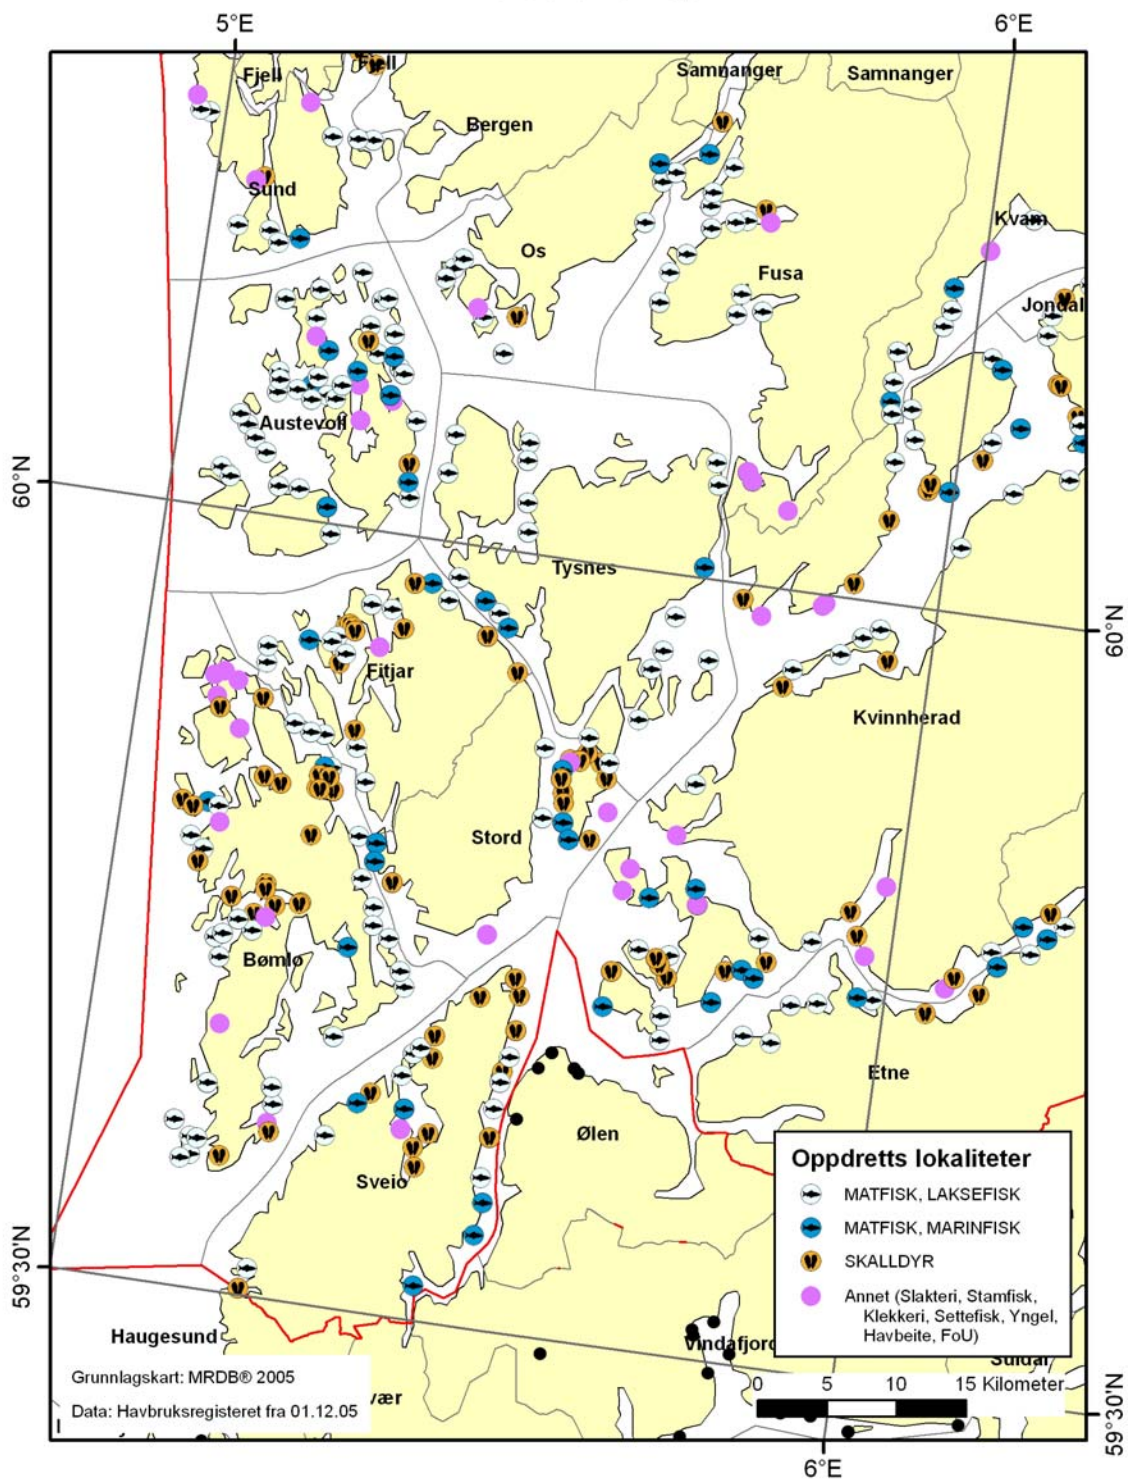 5°E
6°E
Fjell
Fjell
Samnanger
Samnanger
Bergen
Sund
Kvam
Os
Fusa
Jondal
Austevoll
60°N
Tysnes
60°N
Fitjar
Kvinnherad
Stord
Bømlo
Etne
Ølen
Sveio
Oppdretts lokaliteter
MATFISK, LAKSEFISK
MATFISK, MARINFISK
SKALLDYR
Annet (Slakteri, Stamfisk,
Klekkeri, Settefisk, Yngel,
Havbeite, FoU)
59°30'N
Haugesund
Vindafjord
Suldal
Grunnlagskart: MRDB® 2005
Data: Havbruksregisteret fra 01.12.05
vær
0 5 10 15 Kilometer
59°30'N
6°E